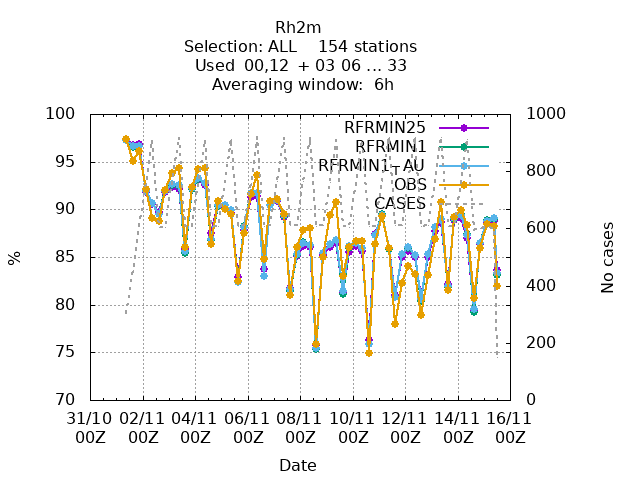 Rh2m
Selection: ALL    154 stations
Used  00,12  + 03 06 ... 33
Averaging window:  6h
RFRMIN25
RFRMIN1
RFRMIN1-AU
OBS
CASES
100
95
90
85
80
75
70
%
1000
800
600
400
200
0
No cases
31/10 02/11 04/11 06/11 08/11 10/11 12/11 14/11 16/11
00Z 00Z 00Z 00Z 00Z 00Z 00Z 00Z 00Z
Date